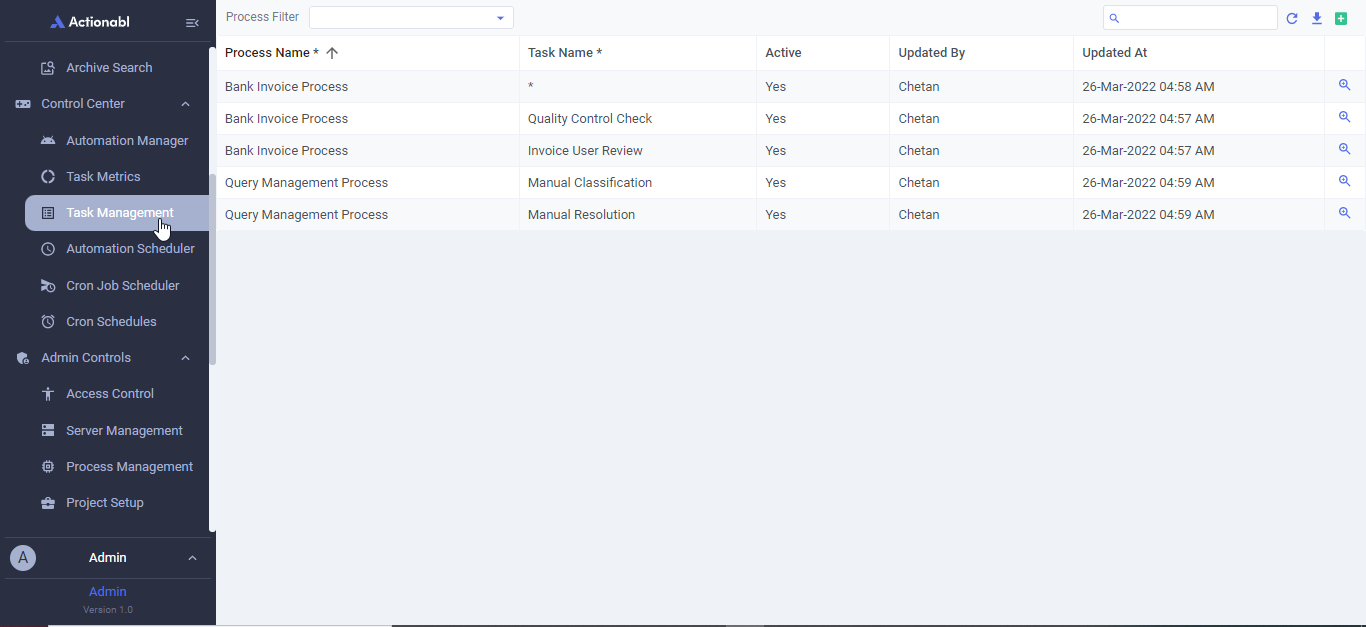 Actionabl
Archive Search
Control Center
Automation Manager
Task Metrics
Task Management
Automation Scheduler
Cron Job Scheduler
Cron Schedules
Admin Controls
Access Control
Server Management
Process Management
Project Setup
A Admin
Admin
Version 1.0
Process Filter
Process Name * Task Name * Active Updated By Updated At
Bank Invoice Process * Yes Chetan 26-Mar-2022 04:58 AM
Bank Invoice Process Quality Control Check Yes Chetan 26-Mar-2022 04:57 AM
Bank Invoice Process Invoice User Review Yes Chetan 26-Mar-2022 04:57 AM
Query Management Process Manual Classification Yes Chetan 26-Mar-2022 04:59 AM
Query Management Process Manual Resolution Yes Chetan 26-Mar-2022 04:59 AM